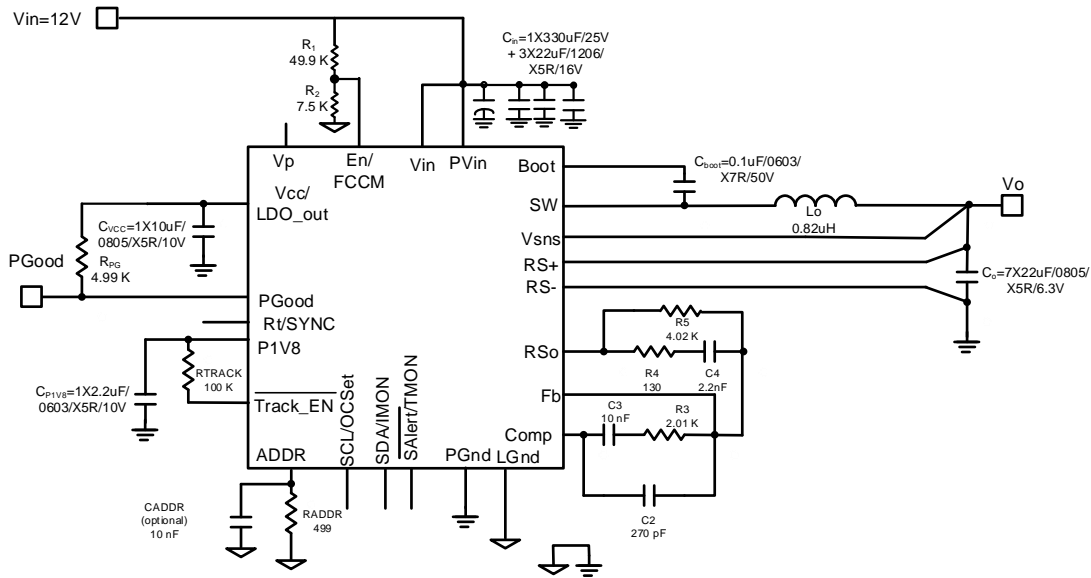 Vin=12V
R1
49.9 K
R2
7.5 K
Cin=1X330uF/25V
+ 3X22uF/1206/
X5R/16V
Vp
En/
FCCM
Vin
PVin
Boot
Cboot=0.1uF/0603/
X7R/50V
Vo
Vcc/
LDO_out
SW
Lo
0.82uH
CVCC=1X10uF/
0805/X5R/10V
Vsns
PGood
RPG
4.99 K
RS+
RS-
Co=7X22uF/0805/
X5R/6.3V
PGood
Rt/SYNC
P1V8
R5
4.02 K
RSo
R4
130
C4
2.2nF
RTRACK
100 K
CP1V8=1X2.2uF/
0603/X5R/10V
Track_EN
Fb
C3
10 nF
R3
2.01 K
Comp
ADDR
SCL/OCSet
SDA/IMON
SAlert/TMON
PGnd
LGnd
C2
270 pF
CADDR
(optional)
10 nF
RADDR
499